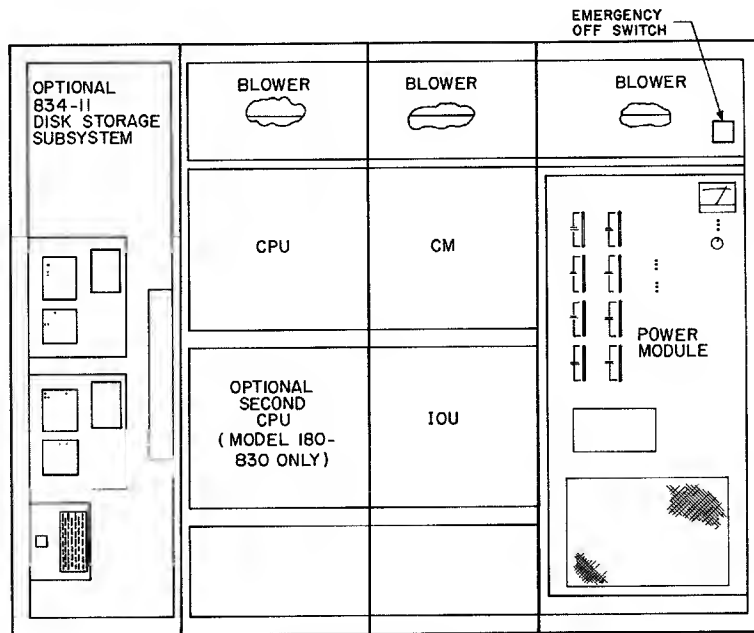 EMERGENCY
OFF SWITCH
OPTIONAL
834-11
DISK STORAGE
SUBSYSTEM
BLOWER
BLOWER
BLOWER
CPU
CM
POWER
MODULE
OPTIONAL
SECOND
CPU
(MODEL 180-
830 ONLY)
IOU